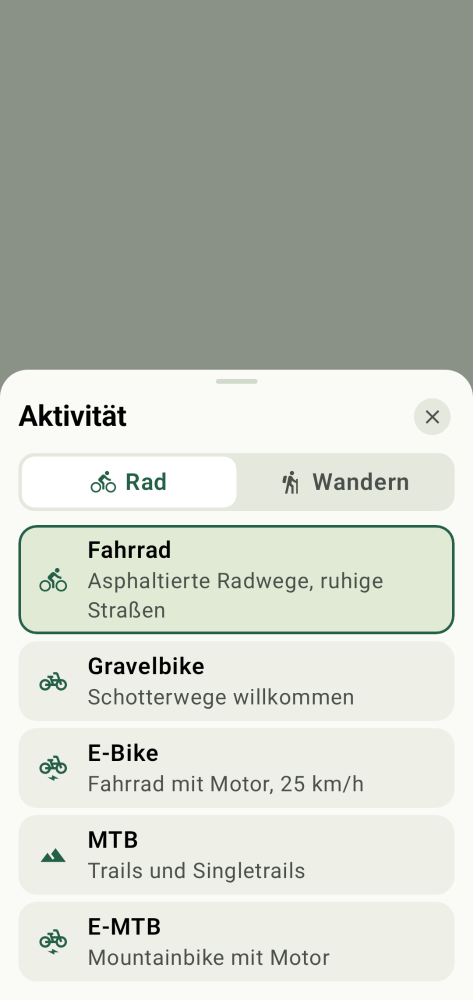 Aktivität
Rad
Wandern
Fahrrad
Asphaltierte Radwege, ruhige
Straßen
Gravelbike
Schotterwege willkommen
E-Bike
Fahrrad mit Motor, 25 km/h
MTB
Trails und Singletrails
E-MTB
Mountainbike mit Motor